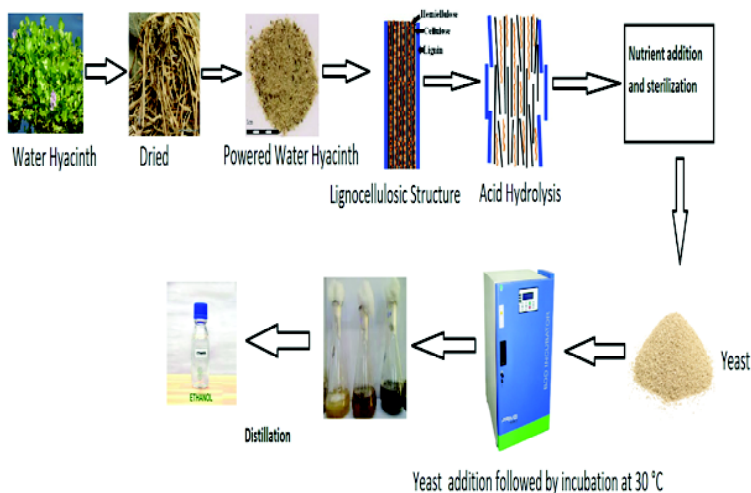 Hemiellulose
Cellulose
Lignin
Nutrient addition
and sterilization
Water Hyacinth
Dried
Powered Water Hyacinth
Lignocellulosic Structure
Acid Hydrolysis
Yeast
ETHANOL
Distillation
Yeast addition followed by incubation at 30 °C